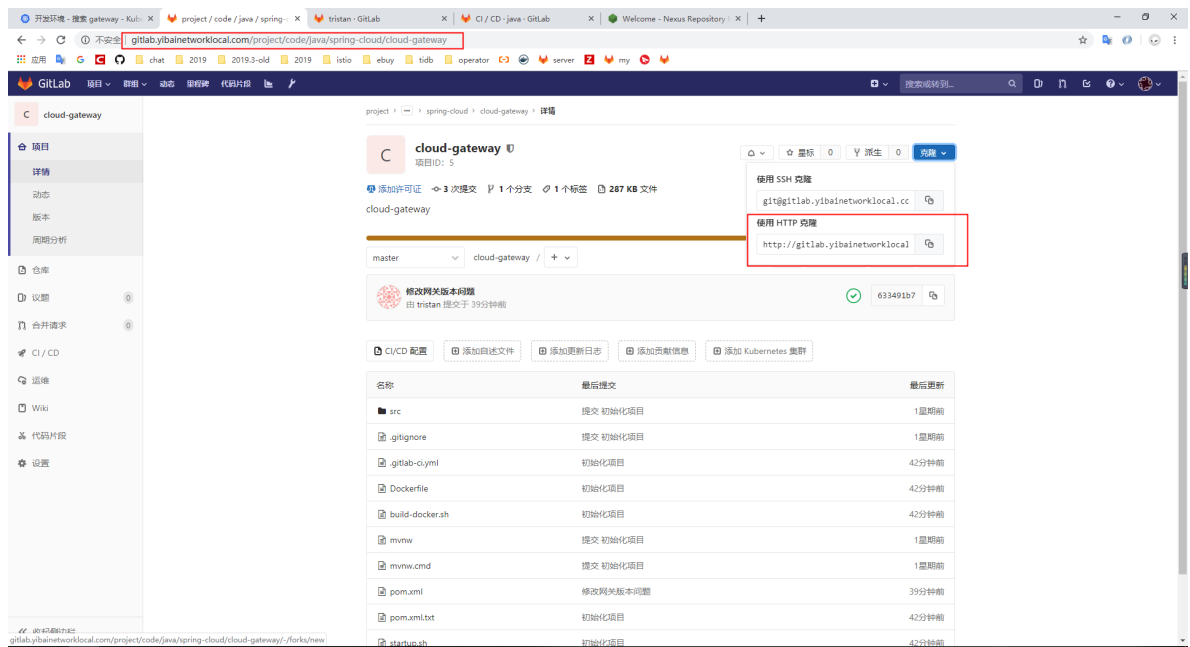 开发环境 - 搜索 gateway - Kub
project / code / java / spring-c
tristan · GitLab
CI / CD · java · GitLab
Welcome - Nexus Repository
不安全 gitlab.yibainetworklocal.com/project/code/java/spring-cloud/cloud-gateway
应用 chat 2019 2019.3-old 2019 istio ebuy tidb operator server my
GitLab 项目 群组 动态 里程碑 代码片段 搜索或转到...
C cloud-gateway
项目
详情
动态
版本
周期分析
仓库
议题 0
合并请求 0
CI / CD
运维
Wiki
代码片段
设置
收起侧边栏
gitlab.yibainetworklocal.com/project/code/java/spring-cloud/cloud-gateway/-/forks/new
project > ... > spring-cloud > cloud-gateway > 详情
C cloud-gateway
项目ID: 5
星标 0 派生 0 克隆
使用 SSH 克隆
git@gitlab.yibainetworklocal.cc
使用 HTTP 克隆
http://gitlab.yibainetworklocal
添加许可证 3 次提交 1 个分支 1 个标签 287 KB 文件
cloud-gateway
master cloud-gateway / +
修改网关版本问题
由 tristan 提交于 39分钟前
633491b7
CI/CD 配置 添加自述文件 添加更新日志 添加贡献信息 添加 Kubernetes 集群
名称 最后提交 最后更新
src 提交 初始化项目 1星期前
.gitignore 提交 初始化项目 1星期前
.gitlab-ci.yml 初始化项目 42分钟前
Dockerfile 初始化项目 42分钟前
build-docker.sh 初始化项目 42分钟前
mvnw 提交 初始化项目 1星期前
mvnw.cmd 提交 初始化项目 1星期前
pom.xml 修改网关版本问题 39分钟前
pom.xml.txt 初始化项目 42分钟前
startup.sh 初始化项目 42分钟前